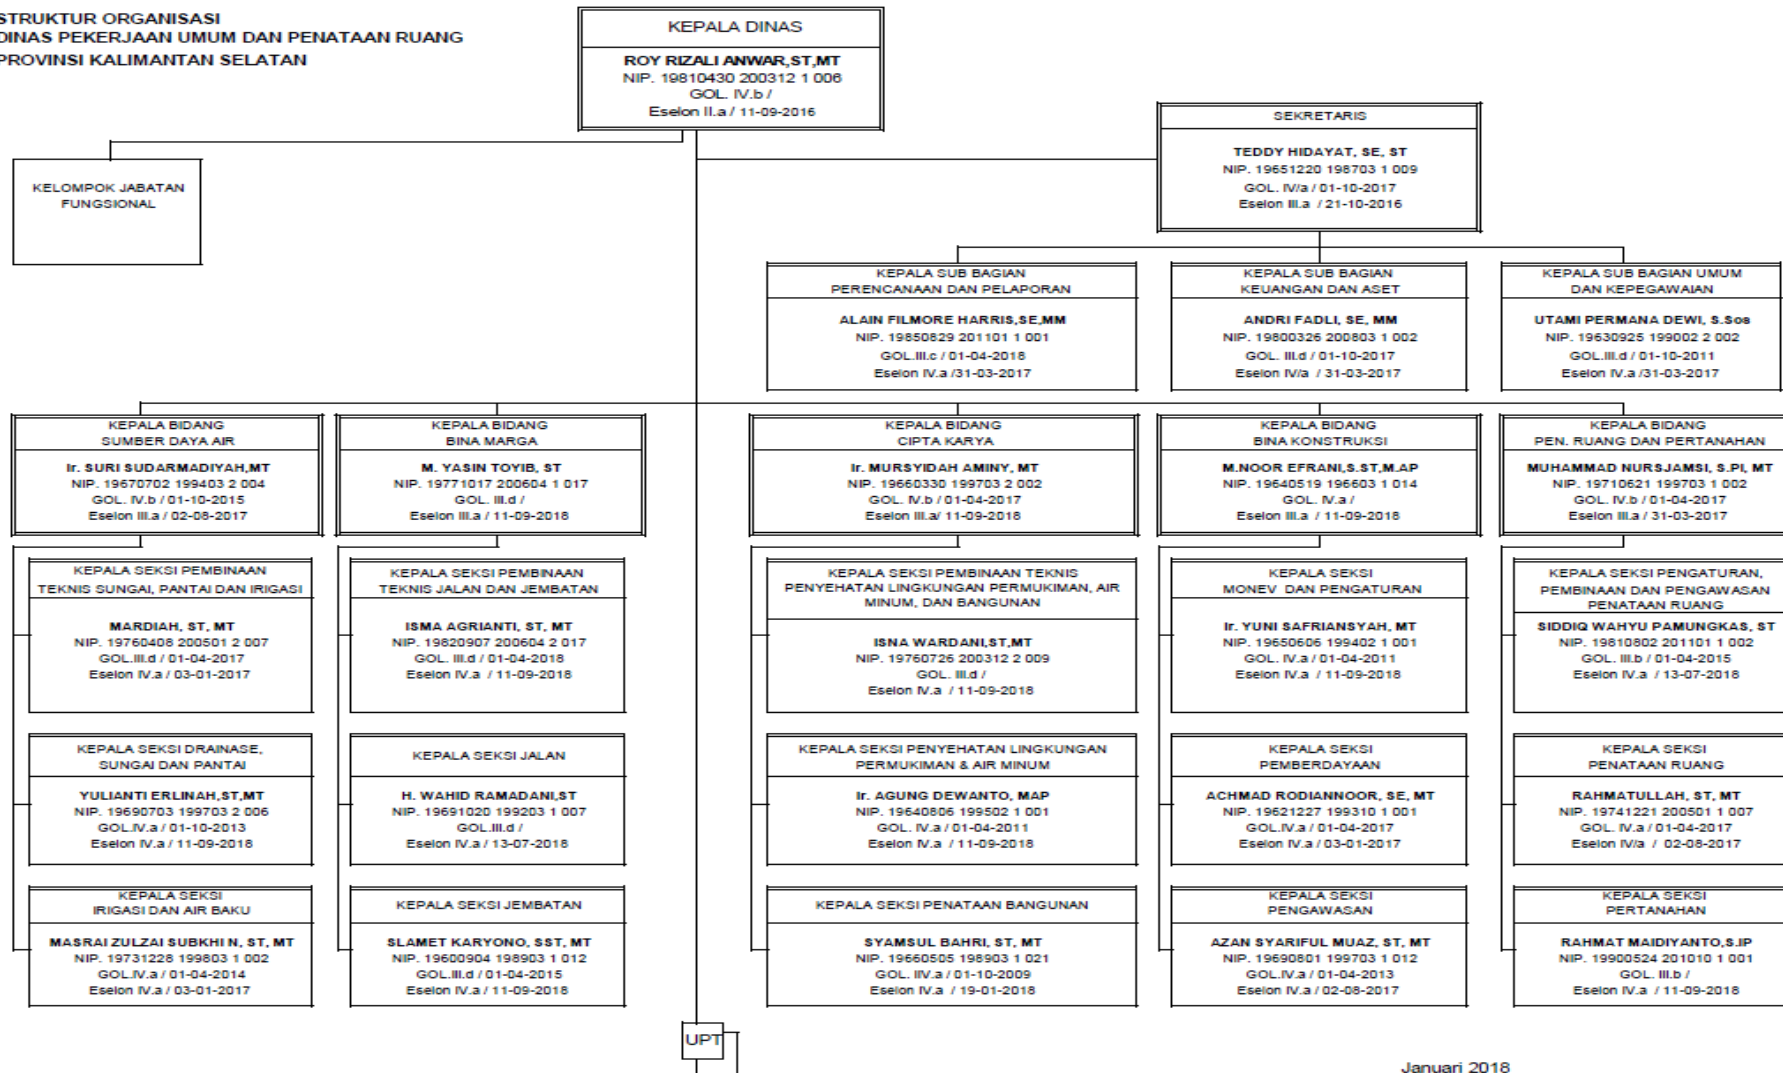 STRUKTUR ORGANISASI
DINAS PEKERJAAN UMUM DAN PENATAAN RUANG
PROVINSI KALIMANTAN SELATAN
KEPALA DINAS
ROY RIZALI ANWAR,ST,MT
NIP. 19810430 200312 1 006
GOL. IV.b /
Eselon II.a / 11-09-2016
SEKRETARIS
TEDDY HIDAYAT, SE, ST
NIP. 19651220 198703 1 009
GOL. IV/a / 01-10-2017
Eselon III.a / 21-10-2016
KELOMPOK JABATAN
FUNGSIONAL
KEPALA SUB BAGIAN
PERENCANAAN DAN PELAPORAN
ALAIN FILMORE HARRIS,SE,MM
NIP. 19850829 201101 1 001
GOL.III.c / 01-04-2018
Eselon IV.a /31-03-2017
KEPALA SUB BAGIAN
KEUANGAN DAN ASET
ANDRI FADLI, SE, MM
NIP. 19800326 200803 1 002
GOL. III.d / 01-10-2017
Eselon IV/a / 31-03-2017
KEPALA SUB BAGIAN UMUM
DAN KEPEGAWAIAN
UTAMI PERMANA DEWI, S.Sos
NIP. 19630925 199002 2 002
GOL.III.d / 01-10-2011
Eselon IV.a /31-03-2017
KEPALA BIDANG
SUMBER DAYA AIR
Ir. SURI SUDARMADIYAH,MT
NIP. 19670702 199403 2 004
GOL. IV.b / 01-10-2015
Eselon III.a / 02-08-2017
KEPALA BIDANG
BINA MARGA
M. YASIN TOYIB, ST
NIP. 19771017 200604 1 017
GOL. III.d /
Eselon III.a / 11-09-2018
KEPALA BIDANG
CIPTA KARYA
Ir. MURSYIDAH AMINY, MT
NIP. 19660330 199703 2 002
GOL. IV.b / 01-04-2017
Eselon III.a/ 11-09-2018
KEPALA BIDANG
BINA KONSTRUKSI
M.NOOR EFRANI,S.ST,M.AP
NIP. 19640519 196603 1 014
GOL. IV.a /
Eselon III.a / 11-09-2018
KEPALA BIDANG
PEN. RUANG DAN PERTANAHAN
MUHAMMAD NURSJAMSI, S.PI, MT
NIP. 19710621 199703 1 002
GOL. IV.b / 01-04-2017
Eselon III.a / 31-03-2017
KEPALA SEKSI PEMBINAAN
TEKNIS SUNGAI, PANTAI DAN IRIGASI
MARDIAH, ST, MT
NIP. 19760408 200501 2 007
GOL.III.d / 01-04-2017
Eselon IV.a / 03-01-2017
KEPALA SEKSI PEMBINAAN
TEKNIS JALAN DAN JEMBATAN
ISMA AGRIANTI, ST, MT
NIP. 19820907 200604 2 017
GOL. III.d / 01-04-2018
Eselon IV.a / 11-09-2018
KEPALA SEKSI PEMBINAAN TEKNIS
PENYEHATAN LINGKUNGAN PERMUKIMAN, AIR
MINUM, DAN BANGUNAN
ISNA WARDANI,ST,MT
NIP. 19760726 200312 2 009
GOL. III.d /
Eselon IV.a / 11-09-2018
KEPALA SEKSI
MONEV DAN PENGATURAN
Ir. YUNI SAFRIANSYAH, MT
NIP. 19650606 199402 1 001
GOL. IV.a / 01-04-2011
Eselon IV.a / 11-09-2018
KEPALA SEKSI PENGATURAN,
PEMBINAAN DAN PENGAWASAN
PENATAAN RUANG
SIDDIQ WAHYU PAMUNGKAS, ST
NIP. 19810802 201101 1 002
GOL. III.b / 01-04-2015
Eselon IV.a / 13-07-2018
KEPALA SEKSI DRAINASE,
SUNGAI DAN PANTAI
YULIANTI ERLINAH,ST,MT
NIP. 19690703 199703 2 006
GOL.IV.a / 01-10-2013
Eselon IV.a / 11-09-2018
KEPALA SEKSI JALAN
H. WAHID RAMADANI,ST
NIP. 19691020 199203 1 007
GOL.III.d /
Eselon IV.a / 13-07-2018
KEPALA SEKSI PENYEHATAN LINGKUNGAN
PERMUKIMAN & AIR MINUM
Ir. AGUNG DEWANTO, MAP
NIP. 19640806 199502 1 001
GOL. IV.a / 01-04-2011
Eselon IV.a / 11-09-2018
KEPALA SEKSI
PEMBERDAYAAN
ACHMAD RODIANNOOR, SE, MT
NIP. 19621227 199310 1 001
GOL.IV.a / 01-04-2017
Eselon IV.a / 03-01-2017
KEPALA SEKSI
PENATAAN RUANG
RAHMATULLAH, ST, MT
NIP. 19741221 200501 1 007
GOL. IV.a / 01-04-2017
Eselon IV/a / 02-08-2017
KEPALA SEKSI
IRIGASI DAN AIR BAKU
MASRAI ZULZAI SUBKHI N, ST, MT
NIP. 19731228 199803 1 002
GOL.IV.a / 01-04-2014
Eselon IV.a / 03-01-2017
KEPALA SEKSI JEMBATAN
SLAMET KARYONO, SST, MT
NIP. 19600904 198903 1 012
GOL.III.d / 01-04-2015
Eselon IV.a / 11-09-2018
KEPALA SEKSI PENATAAN BANGUNAN
SYAMSUL BAHRI, ST, MT
NIP. 19660505 198903 1 021
GOL. IIV.a / 01-10-2009
Eselon IV.a / 19-01-2018
KEPALA SEKSI
PENGAWASAN
AZAN SYARIFUL MUAZ, ST, MT
NIP. 19690801 199703 1 012
GOL.IV.a / 01-04-2013
Eselon IV.a / 02-08-2017
KEPALA SEKSI
PERTANAHAN
RAHMAT MAIDIYANTO,S.IP
NIP. 19900524 201010 1 001
GOL. III.b /
Eselon IV.a / 11-09-2018
UPT
Januari 2018